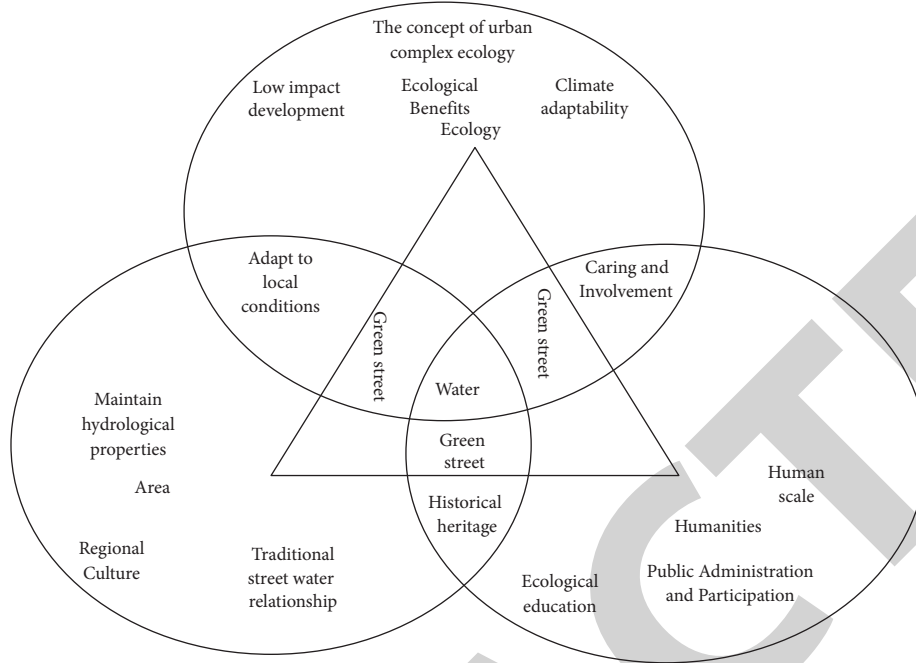 The concept of urban
complex ecology
Low impact
development
Ecological
Benefits
Climate
adaptability
Ecology
Adapt to
local
conditions
Caring and
Involvement
Green street
Green street
Water
Green
street
Historical
heritage
Maintain
hydrological
properties
Area
Regional
Culture
Traditional
street water
relationship
Human
scale
Humanities
Public Administration
and Participation
Ecological
education